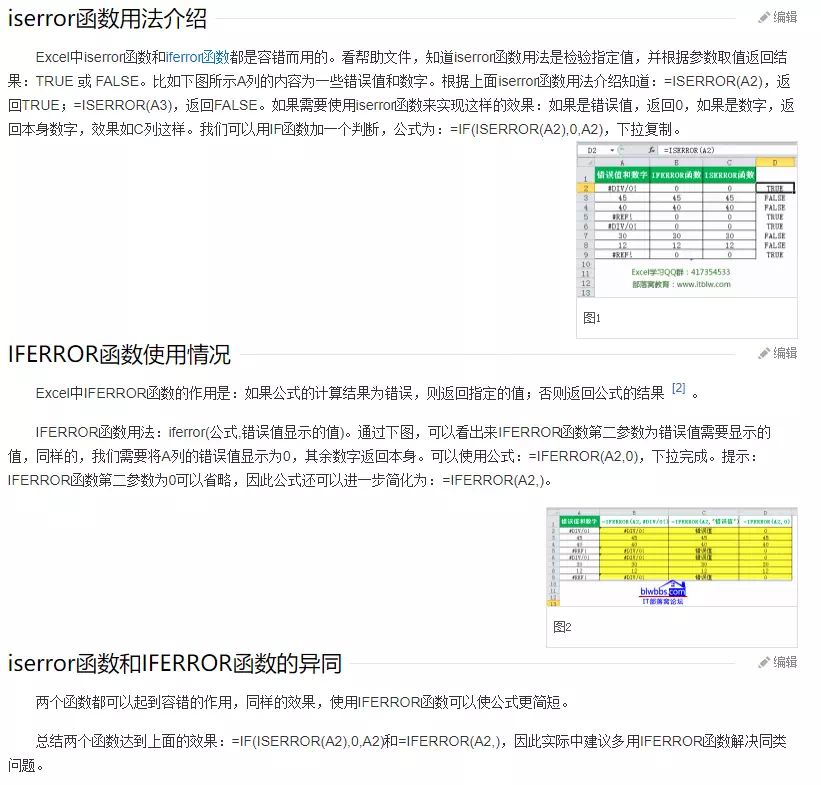 iserror函数用法介绍
编辑
Excel中iserror函数和iferror函数都是容错而用的。看帮助文件，知道iserror函数用法是检验指定值，并根据参数取值返回结
果：TRUE 或 FALSE。比如下图所示A列的内容为一些错误值和数字。根据上面iserror函数用法介绍知道：=ISERROR(A2)，返
回TRUE；=ISERROR(A3)，返回FALSE。如果需要使用iserror函数来实现这样的效果：如果是错误值，返回0，如果是数字，返
回本身数字，效果如C列这样。我们可以用IF函数加一个判断，公式为：=IF(ISERROR(A2),0,A2)，下拉复制。
D2 fx =ISERROR(A2)
A B C D
1 错误值和数字 IFERROR函数 ISERROR函数
2 #DIV/0! 0 0 TRUE
3 45 45 45 FALSE
4 40 40 40 FALSE
5 #REF! 0 0 TRUE
6 #DIV/0! 0 0 TRUE
7 30 30 30 FALSE
8 12 12 12 FALSE
9 #REF! 0 0 TRUE
10
11 Excel学习QQ群：417354533
12 部落窝教育：www.itblw.com
13
图1
IFERROR函数使用情况
编辑
Excel中IFERROR函数的作用是：如果公式的计算结果为错误，则返回指定的值；否则返回公式的结果 [2] 。
IFERROR函数用法：iferror(公式,错误值显示的值)。通过下图，可以看出来IFERROR函数第二参数为错误值需要显示的
值，同样的，我们需要将A列的错误值显示为0，其余数字返回本身。可以使用公式：=IFERROR(A2,0)，下拉完成。提示：
IFERROR函数第二参数为0可以省略，因此公式还可以进一步简化为：=IFERROR(A2,)。
A B C D
1 错误值和数字 =IFERROR(A2,#DIV/0!) =IFERROR(A2,"错误值") =IFERROR(A2,0)
2 #DIV/0! #DIV/0! 错误值 0
3 45 45 45 45
4 40 40 40 40
5 #REF! #DIV/0! 错误值 0
6 #DIV/0! #DIV/0! 错误值 0
7 30 30 30 30
8 12 12 12 12
9 #REF! #DIV/0! 错误值 0
10
11 blwbbs.com
12
13 IT部落窝论坛
图2
iserror函数和IFERROR函数的异同
编辑
两个函数都可以起到容错的作用，同样的效果，使用IFERROR函数可以使公式更简短。
总结两个函数达到上面的效果：=IF(ISERROR(A2),0,A2)和=IFERROR(A2,)，因此实际中建议多用IFERROR函数解决同类
问题。